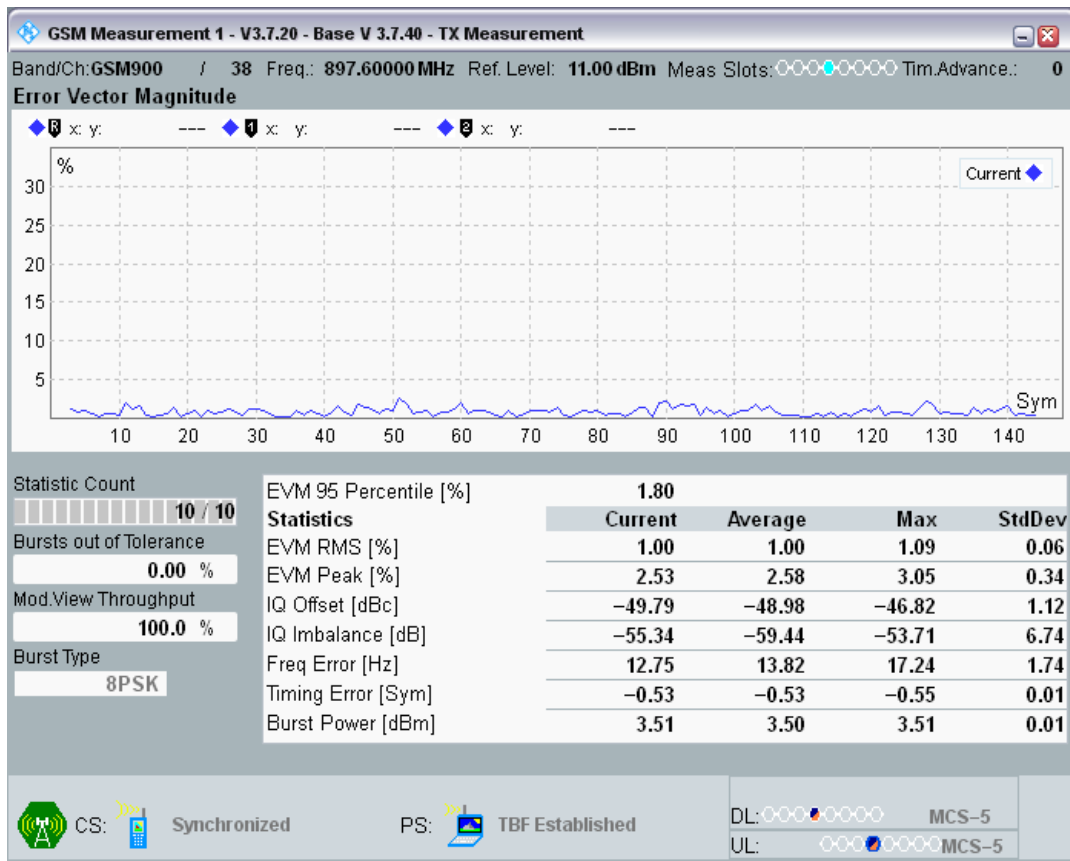 GSM Measurement 1 - V3.7.20 - Base V 3.7.40 - TX Measurement
Band/Ch:GSM900 / 38 Freq.: 897.60000 MHz Ref. Level: 11.00 dBm Meas Slots: Tim.Advance.: 0
Error Vector Magnitude
R x: y: --- 1 x: y: --- 2 x: y: ---
%
Current
30
25
20
15
10
5
Sym
10 20 30 40 50 60 70 80 90 100 110 120 130 140
Statistic Count
10 / 10
Bursts out of Tolerance
0.00 %
Mod.View Throughput
100.0 %
Burst Type
8PSK
EVM 95 Percentile [%] 1.80
Statistics Current Average Max StdDev
EVM RMS [%] 1.00 1.00 1.09 0.06
EVM Peak [%] 2.53 2.58 3.05 0.34
IQ Offset [dBc] −49.79 −48.98 −46.82 1.12
IQ Imbalance [dB] −55.34 −59.44 −53.71 6.74
Freq Error [Hz] 12.75 13.82 17.24 1.74
Timing Error [Sym] −0.53 −0.53 −0.55 0.01
Burst Power [dBm] 3.51 3.50 3.51 0.01
CS: Synchronized PS: TBF Established
DL: MCS−5
UL: MCS−5